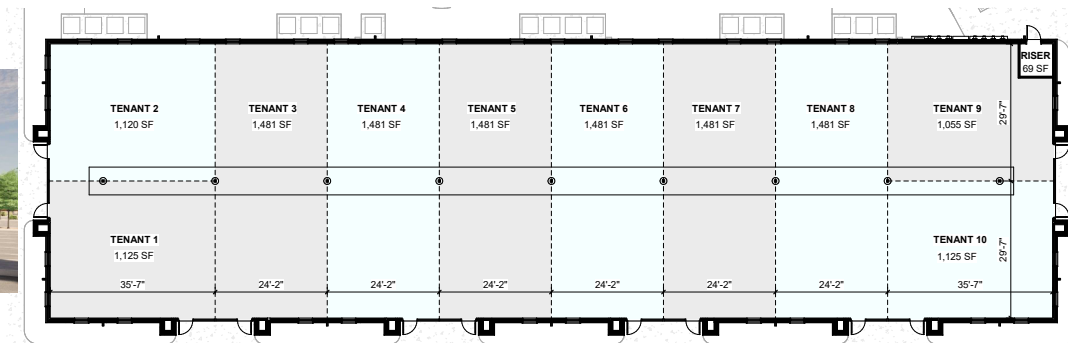 RISER
69 SF
TENANT 2
1,120 SF
TENANT 3
1,481 SF
TENANT 4
1,481 SF
TENANT 5
1,481 SF
TENANT 6
1,481 SF
TENANT 7
1,481 SF
TENANT 8
1,481 SF
TENANT 9
1,055 SF
29'-7"
TENANT 1
1,125 SF
TENANT 10
1,125 SF
29'-7"
35'-7"
24'-2"
24'-2"
24'-2"
24'-2"
24'-2"
24'-2"
35'-7"